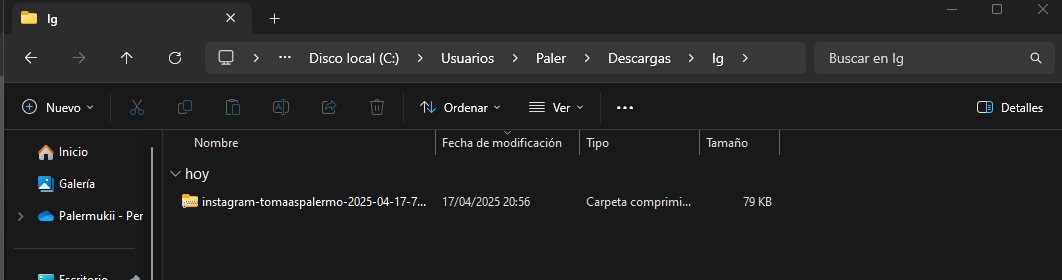 Ig
Disco local (C:) Usuarios Paler Descargas Ig
Buscar en Ig
Nuevo Ordenar Ver Detalles
Nombre Fecha de modificación Tipo Tamaño
Inicio
hoy
Galería
instagram-tomaaspalermo-2025-04-17-7... 17/04/2025 20:56 Carpeta comprimi... 79 KB
Palermukii - Per
Escritorio